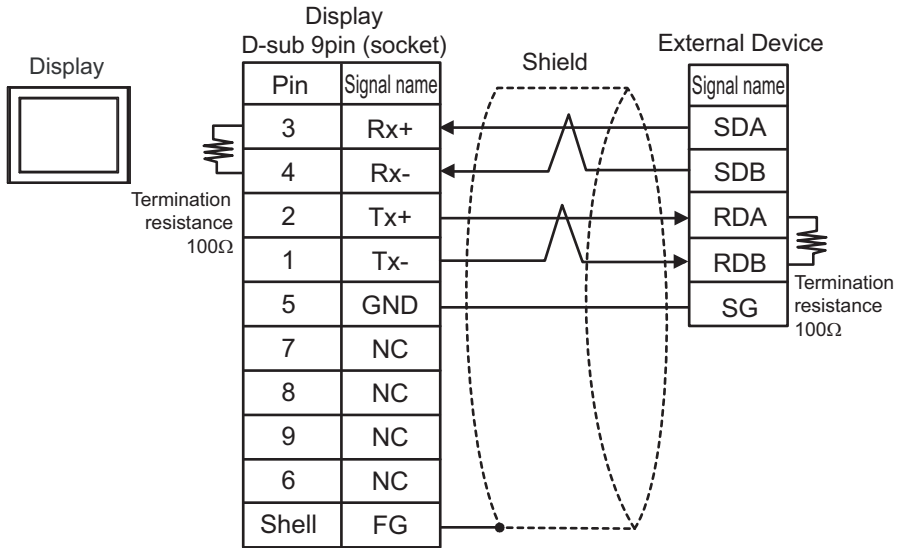 Display
Display
D-sub 9pin (socket)
Pin Signal name
3 Rx+
4 Rx-
2 Tx+
1 Tx-
5 GND
7 NC
8 NC
9 NC
6 NC
Shell FG
Termination
resistance
100Ω
Shield
External Device
Signal name
SDA
SDB
RDA
RDB
SG
Termination
resistance
100Ω